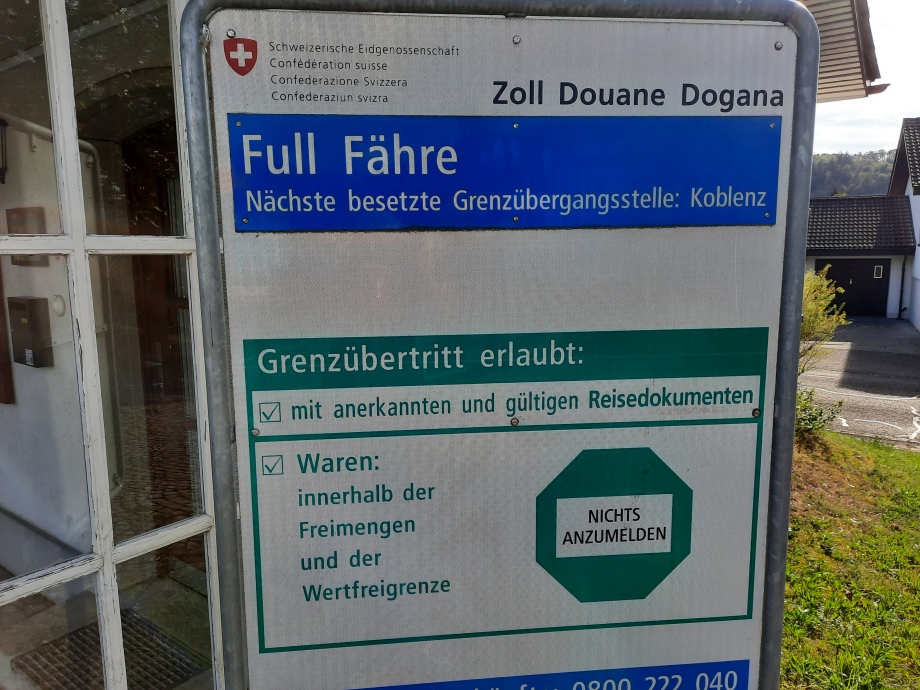 Schweizerische Eidgenossenschaft
Confédération suisse
Confederazione Svizzera
Confederaziun svizra
Zoll Douane Dogana
Full Fähre
Nächste besetzte Grenzübergangsstelle: Koblenz
Grenzübertritt erlaubt:
mit anerkannten und gültigen Reisedokumenten
Waren:
innerhalb der
Freimengen
und der
Wertfreigrenze
NICHTS
ANZUMELDEN
0800 222 040